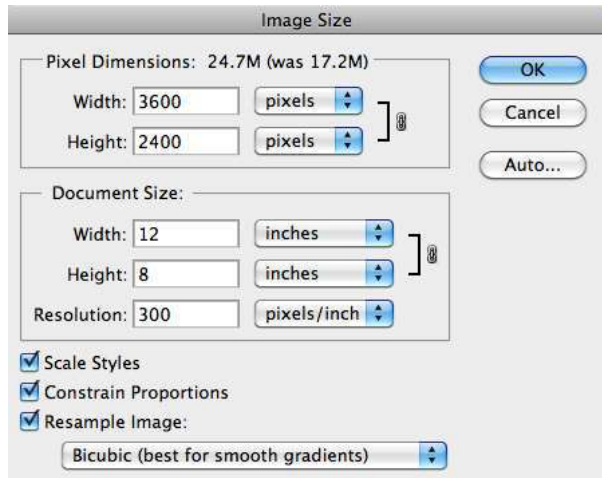 Image Size
Pixel Dimensions: 24.7M (was 17.2M)
Width: 3600 pixels
Height: 2400 pixels
OK
Cancel
Auto...
Document Size:
Width: 12 inches
Height: 8 inches
Resolution: 300 pixels/inch
Scale Styles
Constrain Proportions
Resample Image:
Bicubic (best for smooth gradients)